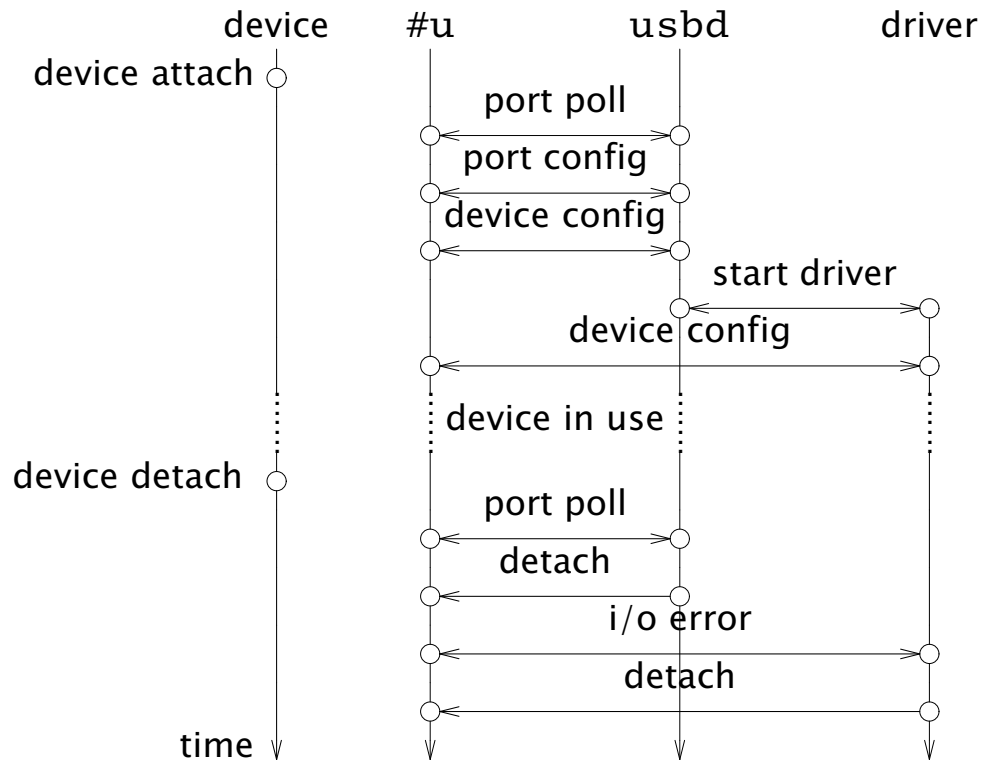 device #u usbd driver
device attach
port poll
port config
device config
start driver
device config
device in use
device detach
port poll
detach
i/o error
detach
time